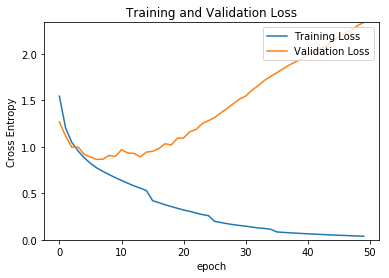 Training and Validation Loss
Training Loss
Validation Loss
2.0
1.5
1.0
0.5
0.0
Cross Entropy
0 10 20 30 40 50
epoch